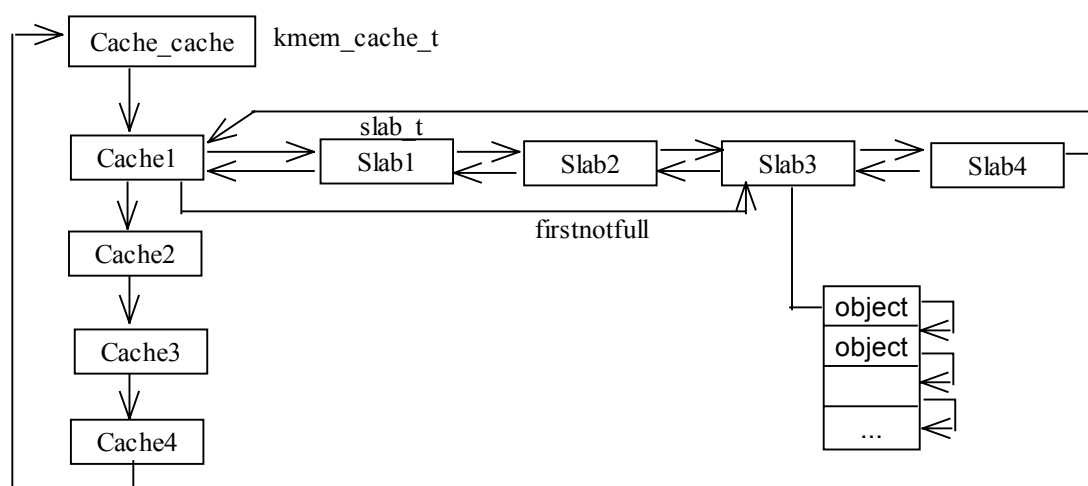 Cache_cache
kmem_cache_t
slab_t
Cache1
Slab1
Slab2
Slab3
Slab4
firstnotfull
Cache2
object
object
Cache3
Cache4
...